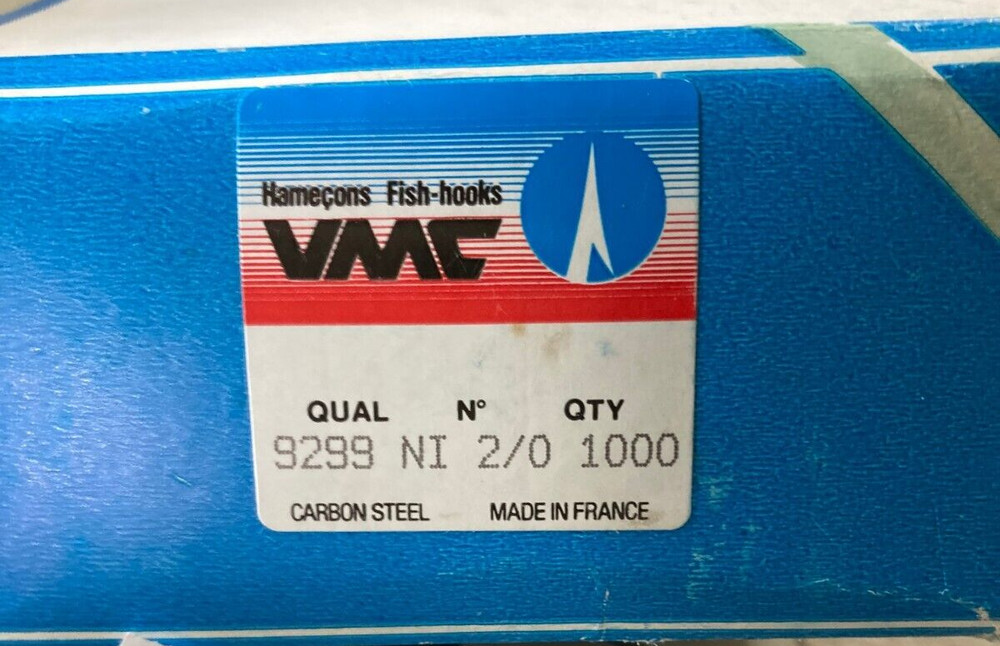 Hameçons Fish-hooks
VMC
QUAL N° QTY
9299 NI 2/0 1000
CARBON STEEL MADE IN FRANCE